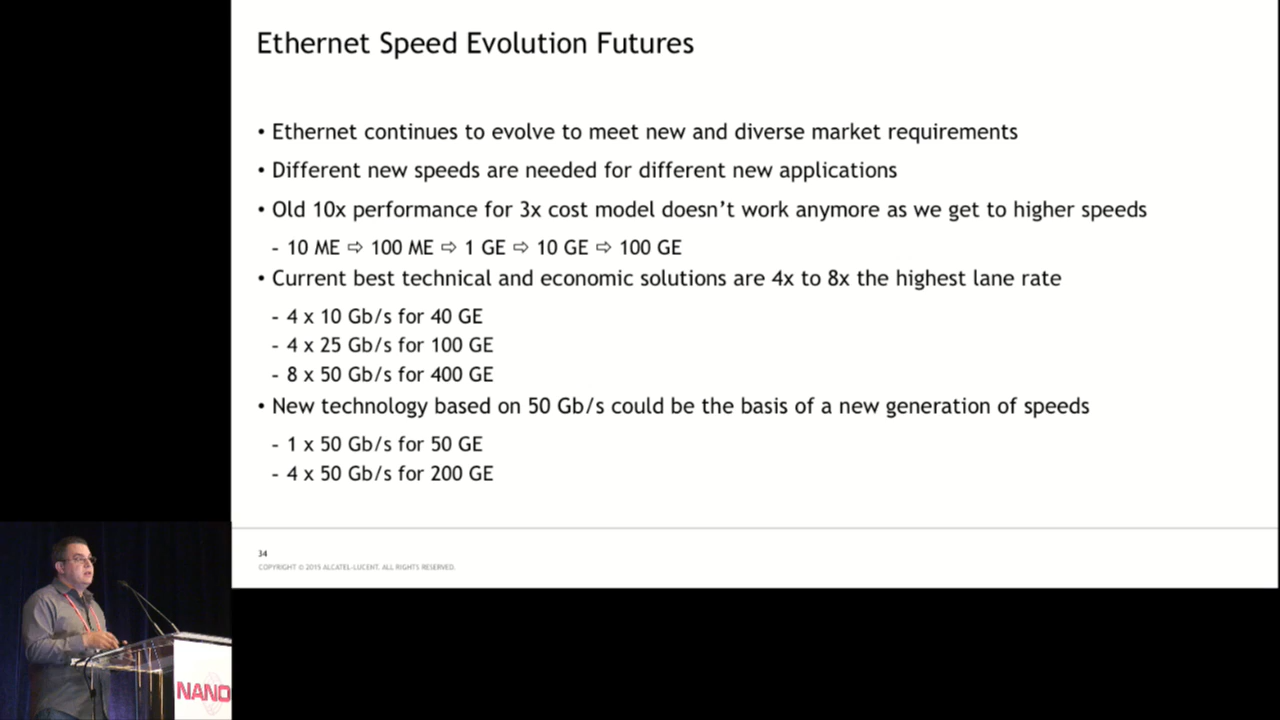 Ethernet Speed Evolution Futures
• Ethernet continues to evolve to meet new and diverse market requirements
• Different new speeds are needed for different new applications
• Old 10x performance for 3x cost model doesn't work anymore as we get to higher speeds
- 10 ME ⇨ 100 ME ⇨ 1 GE ⇨ 10 GE ⇨ 100 GE
• Current best technical and economic solutions are 4x to 8x the highest lane rate
- 4 x 10 Gb/s for 40 GE
- 4 x 25 Gb/s for 100 GE
- 8 x 50 Gb/s for 400 GE
• New technology based on 50 Gb/s could be the basis of a new generation of speeds
- 1 x 50 Gb/s for 50 GE
- 4 x 50 Gb/s for 200 GE
34
COPYRIGHT © 2015 ALCATEL-LUCENT. ALL RIGHTS RESERVED.
NANO